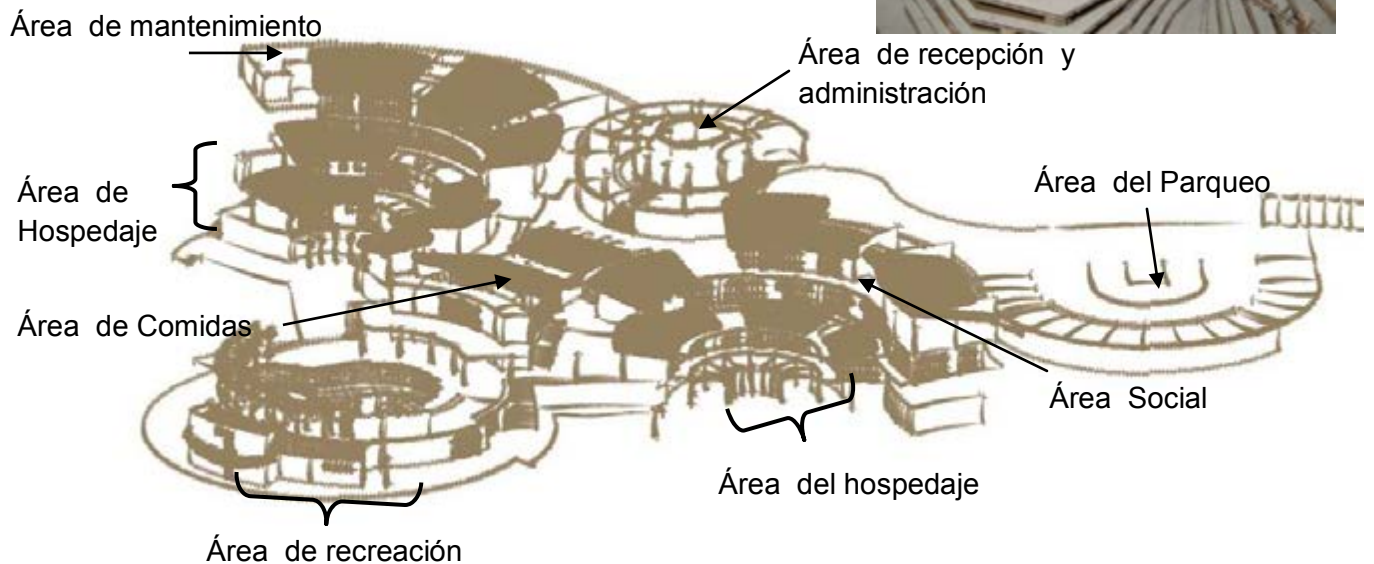 Área de mantenimiento
Área de recepción y
administración
Área de
Hospedaje
Área del Parqueo
Área de Comidas
Área Social
Área del hospedaje
Área de recreación